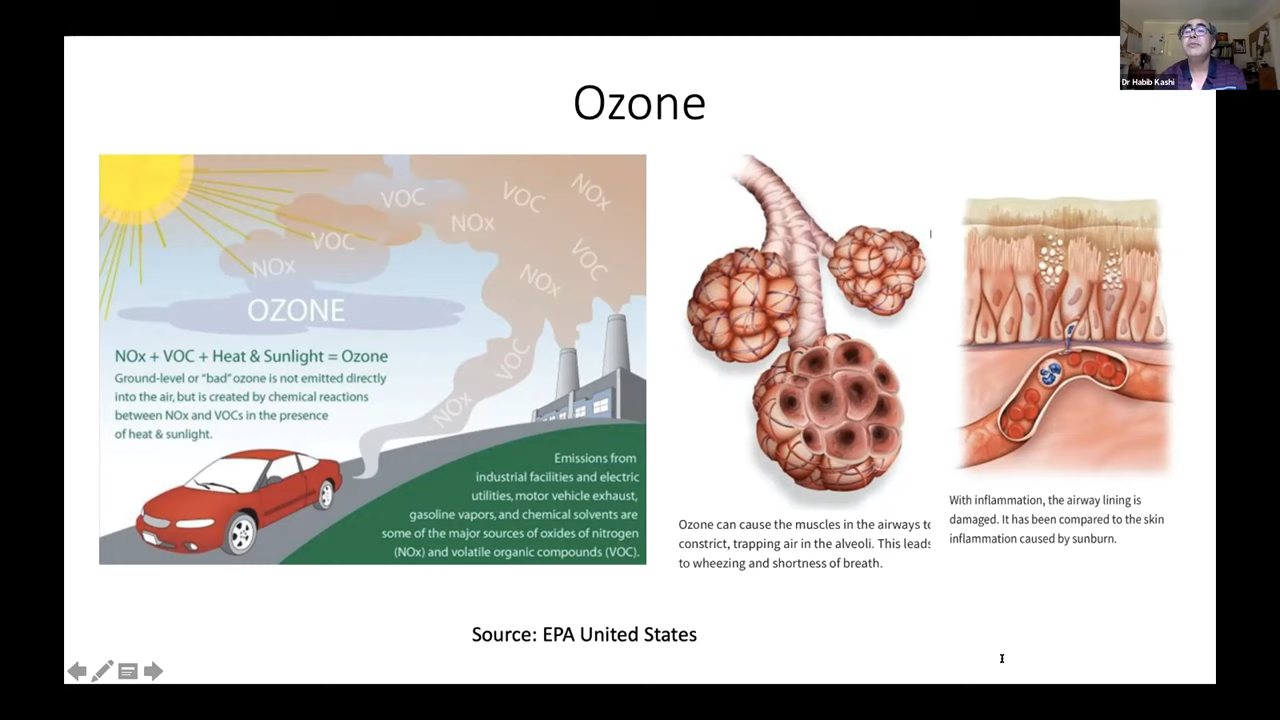 Dr Habib Kashi
Ozone
VOC
VOC
NOx
NOx
VOC
VOC
NOx
NOx
OZONE
VOC
NOx
NOx + VOC + Heat & Sunlight = Ozone
Ground-level or “bad” ozone is not emitted directly
into the air, but is created by chemical reactions
between NOx and VOCs in the presence
of heat & sunlight.
Emissions from
industrial facilities and electric
utilities, motor vehicle exhaust,
gasoline vapors, and chemical solvents are
some of the major sources of oxides of nitrogen
(NOx) and volatile organic compounds (VOC).
Ozone can cause the muscles in the airways to
constrict, trapping air in the alveoli. This leads
to wheezing and shortness of breath.
With inflammation, the airway lining is
damaged. It has been compared to the skin
inflammation caused by sunburn.
Source: EPA United States